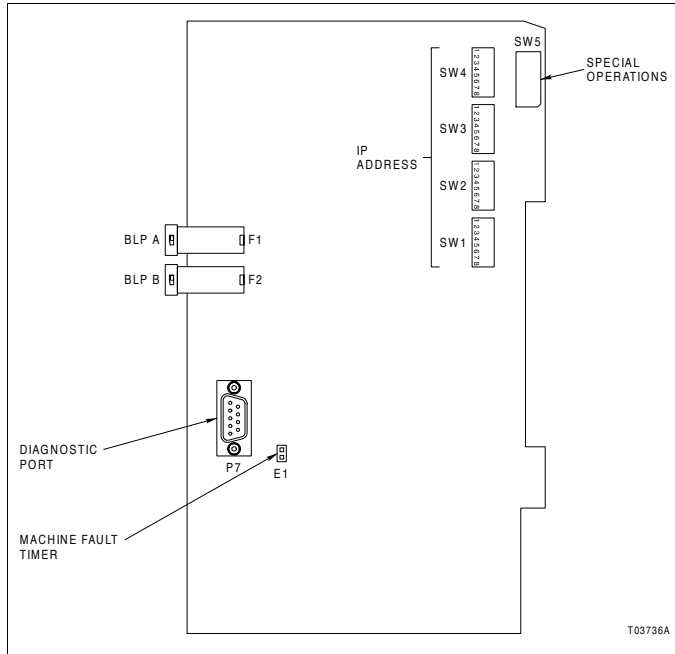 SW5
SPECIAL
OPERATIONS
SW4
12345678
SW3
12345678
IP
ADDRESS
SW2
12345678
SW1
12345678
BLP A
F1
BLP B
F2
DIAGNOSTIC
PORT
P7
E1
MACHINE FAULT
TIMER
T03736A